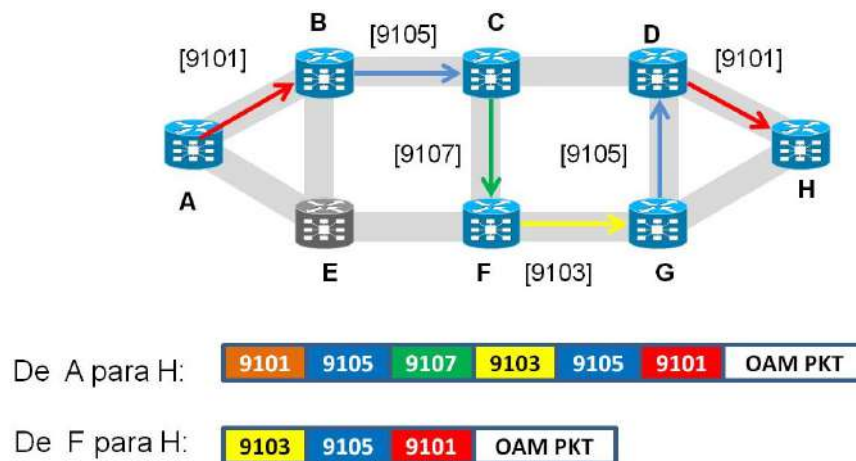 B
[9105]
C
D
[9101]
[9101]
[9107]
[9105]
A
H
E
F
[9103]
G
De A para H:
9101 9105 9107 9103 9105 9101 OAM PKT
De F para H:
9103 9105 9101 OAM PKT